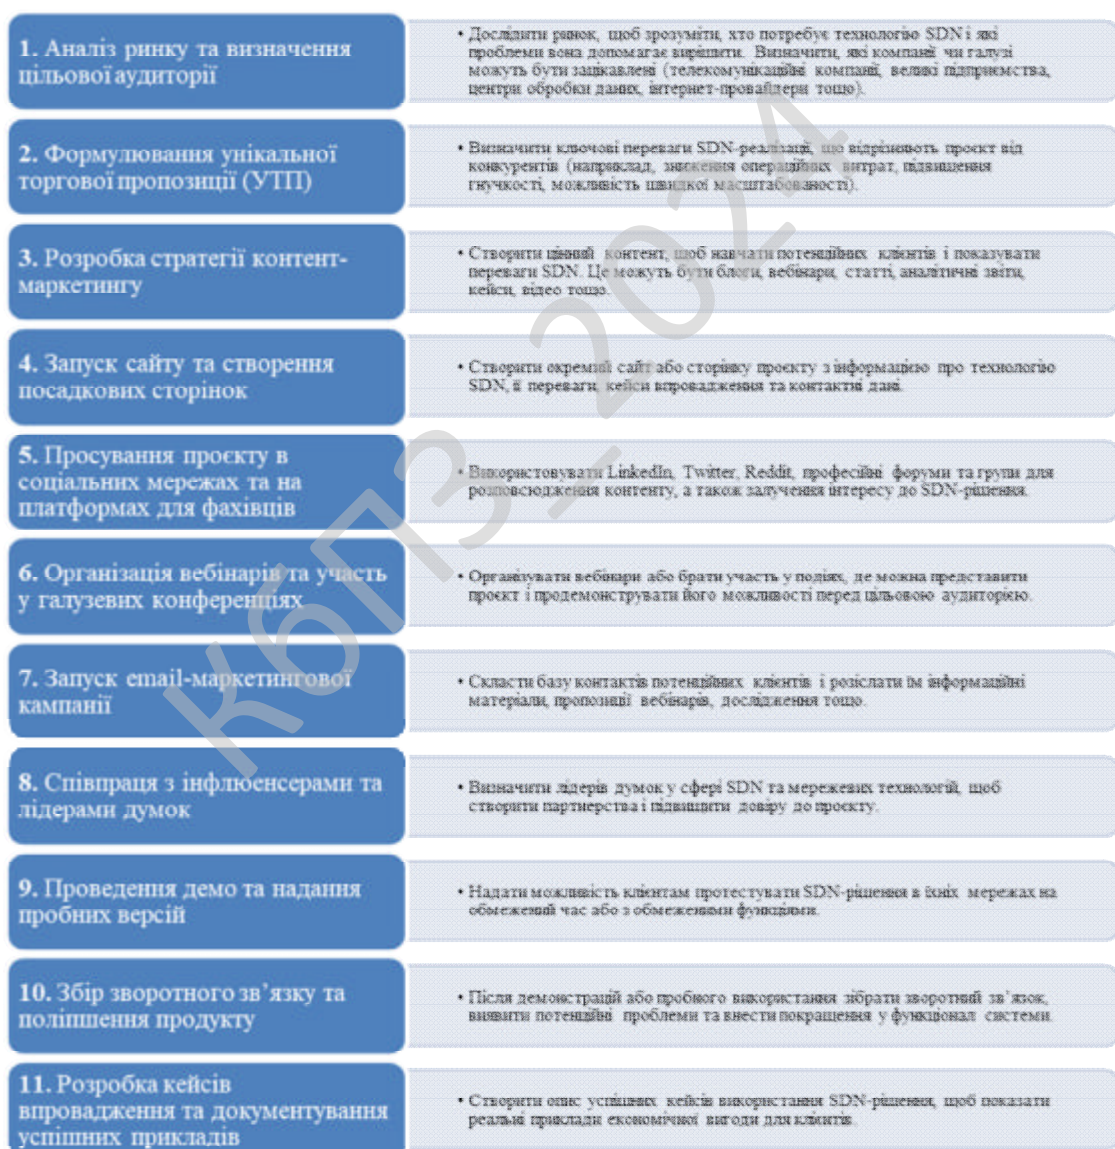 1. Аналіз ринку та визначення
цільової аудиторії
• Дослідити ринок, щоб зрозуміти, хто потребує технологію SDN і які
проблеми вона допомагає вирішити. Визначити, які компанії чи галузі
можуть бути зацікавлені (телекомунікаційні компанії, великі підприємства,
центри обробки даних, інтернет-провайдери тощо).
2. Формулювання унікальної
торгової пропозиції (УТП)
• Визначити ключові переваги SDN-реалізації, що відрізняють проєкт від
конкурентів (наприклад, зниження операційних витрат, підвищення
гнучкості, можливість швидкої масштабованості).
3. Розробка стратегії контент-
маркетингу
• Створити цінний контент, щоб навчати потенційних клієнтів і показувати
переваги SDN. Це можуть бути блоги, вебінари, статті, аналітичні звіти,
кейси, відео тощо.
4. Запуск сайту та створення
посадкових сторінок
• Створити окремий сайт або сторінку проєкту з інформацією про технологію
SDN, її переваги, кейси впровадження та контактні дані.
5. Просування проєкту в
соціальних мережах та на
платформах для фахівців
• Використовувати LinkedIn, Twitter, Reddit, професійні форуми та групи для
розповсюдження контенту, а також залучення інтересу до SDN-рішення.
6. Організація вебінарів та участь
у галузевих конференціях
• Організувати вебінари або брати участь у подіях, де можна представити
проєкт і продемонструвати його можливості перед цільовою аудиторією.
7. Запуск email-маркетингової
кампанії
• Скласти базу контактів потенційних клієнтів і розіслати їм інформаційні
матеріали, пропозиції вебінарів, дослідження тощо.
8. Співпраця з інфлюенсерами та
лідерами думок
• Визначити лідерів думок у сфері SDN та мережевих технологій, щоб
створити партнерства і підвищити довіру до проєкту.
9. Проведення демо та надання
пробних версій
• Надати можливість клієнтам протестувати SDN-рішення в їхніх мережах на
обмежений час або з обмеженими функціями.
10. Збір зворотного зв’язку та
поліпшення продукту
• Після демонстрацій або пробного використання зібрати зворотний зв’язок,
виявити потенційні проблеми та внести покращення у функціонал системи.
11. Розробка кейсів
впровадження та документування
успішних прикладів
• Створити опис успішних кейсів використання SDN-рішення, щоб показати
реальні приклади економічної вигоди для клієнтів.
КбПЗ_2024